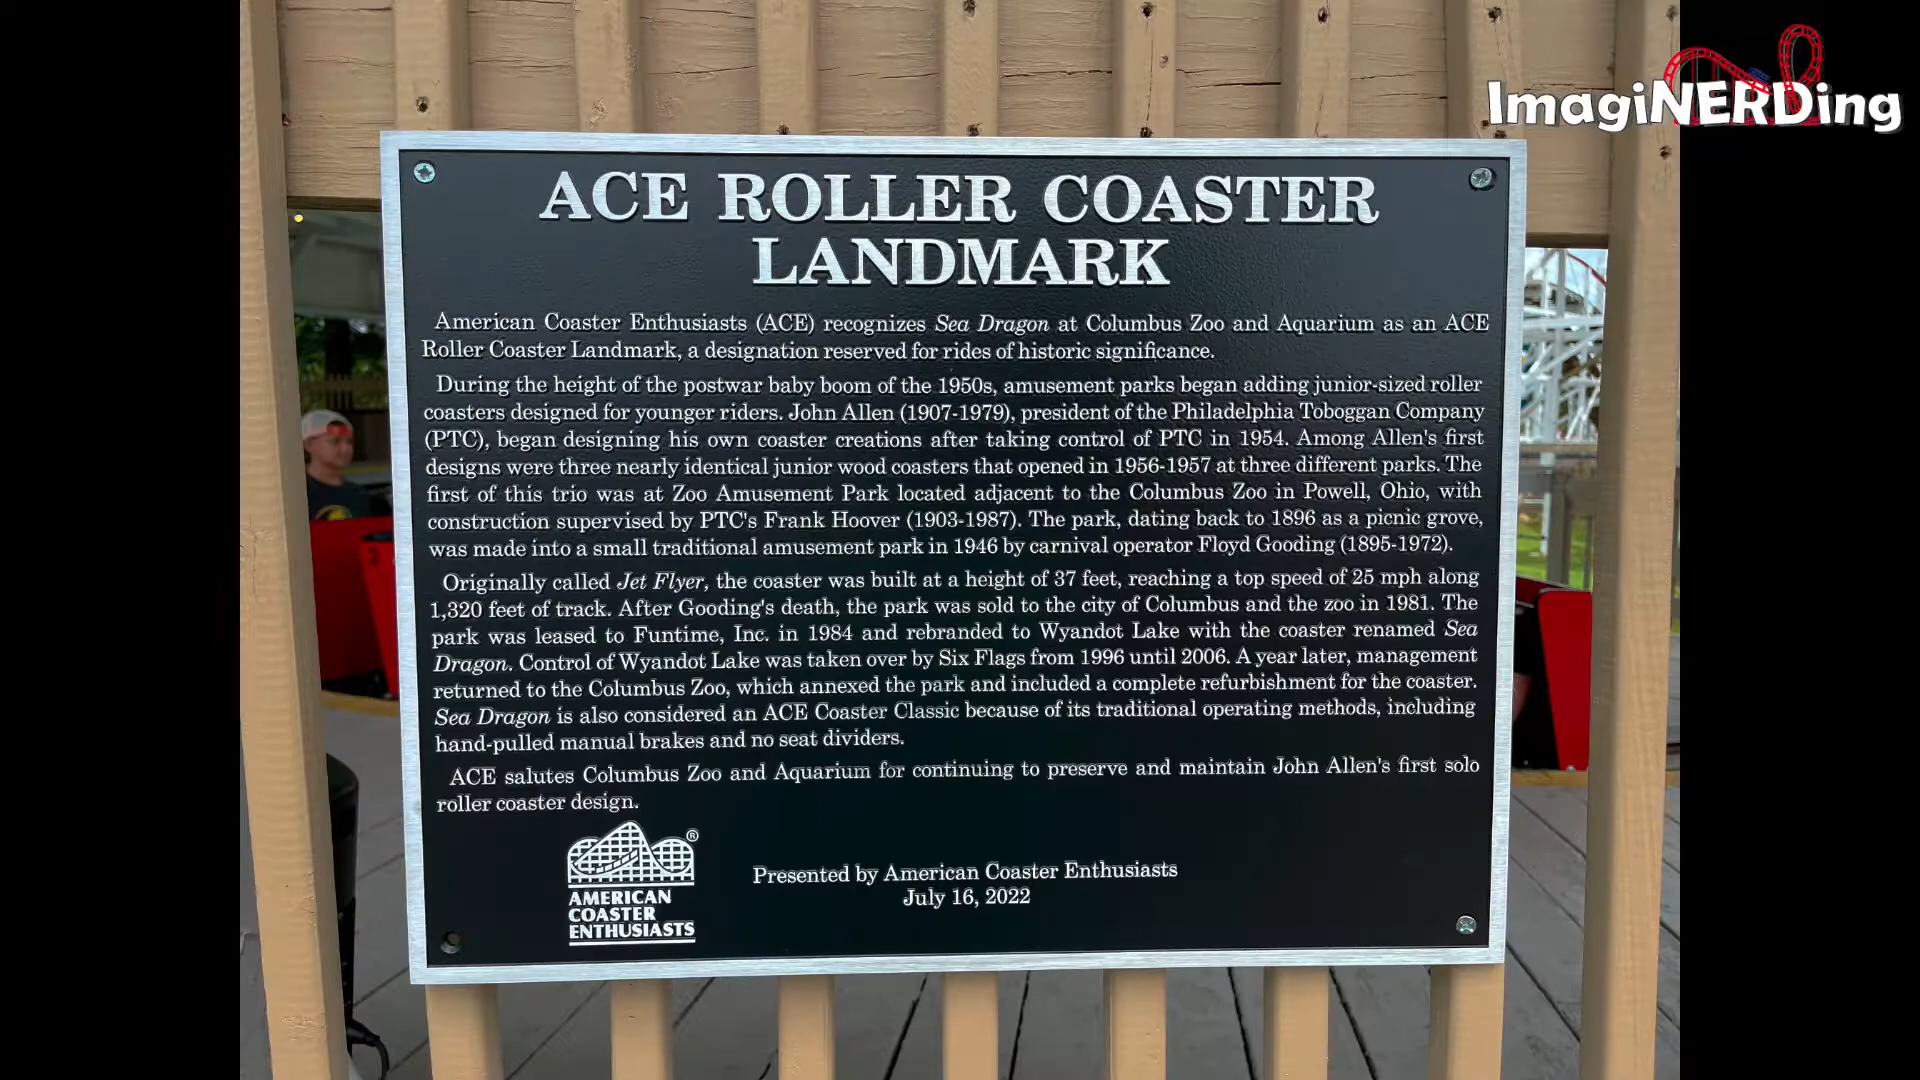 ImagiNERDing
ACE ROLLER COASTER
LANDMARK
American Coaster Enthusiasts (ACE) recognizes Sea Dragon at Columbus Zoo and Aquarium as an ACE
Roller Coaster Landmark, a designation reserved for rides of historic significance.
During the height of the postwar baby boom of the 1950s, amusement parks began adding junior-sized roller
coasters designed for younger riders. John Allen (1907-1979), president of the Philadelphia Toboggan Company
(PTC), began designing his own coaster creations after taking control of PTC in 1954. Among Allen's first
designs were three nearly identical junior wood coasters that opened in 1956-1957 at three different parks. The
first of this trio was at Zoo Amusement Park located adjacent to the Columbus Zoo in Powell, Ohio, with
construction supervised by PTC's Frank Hoover (1903-1987). The park, dating back to 1896 as a picnic grove,
was made into a small traditional amusement park in 1946 by carnival operator Floyd Gooding (1895-1972).
Originally called Jet Flyer, the coaster was built at a height of 37 feet, reaching a top speed of 25 mph along
1,320 feet of track. After Gooding's death, the park was sold to the city of Columbus and the zoo in 1981. The
park was leased to Funtime, Inc. in 1984 and rebranded to Wyandot Lake with the coaster renamed Sea
Dragon. Control of Wyandot Lake was taken over by Six Flags from 1996 until 2006. A year later, management
returned to the Columbus Zoo, which annexed the park and included a complete refurbishment for the coaster.
Sea Dragon is also considered an ACE Coaster Classic because of its traditional operating methods, including
hand-pulled manual brakes and no seat dividers.
ACE salutes Columbus Zoo and Aquarium for continuing to preserve and maintain John Allen's first solo
roller coaster design.
®
AMERICAN
COASTER
ENTHUSIASTS
Presented by American Coaster Enthusiasts
July 16, 2022